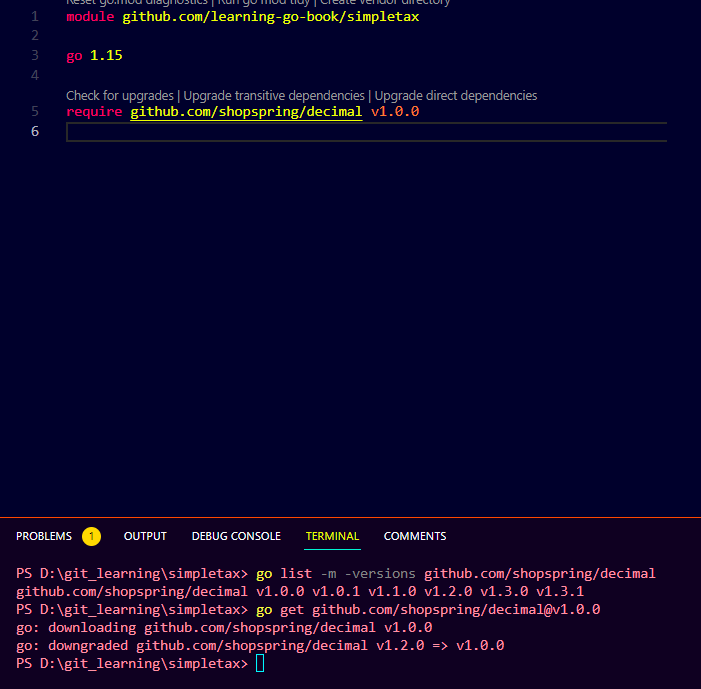 Reset go.mod diagnostics | Run go mod tidy | Create vendor directory
1 module github.com/learning-go-book/simpletax
2
3 go 1.15
4
Check for upgrades | Upgrade transitive dependencies | Upgrade direct dependencies
5 require github.com/shopspring/decimal v1.0.0
6
PROBLEMS 1 OUTPUT DEBUG CONSOLE TERMINAL COMMENTS
PS D:\git_learning\simpletax> go list -m -versions github.com/shopspring/decimal
github.com/shopspring/decimal v1.0.0 v1.0.1 v1.1.0 v1.2.0 v1.3.0 v1.3.1
PS D:\git_learning\simpletax> go get github.com/shopspring/decimal@v1.0.0
go: downloading github.com/shopspring/decimal v1.0.0
go: downgraded github.com/shopspring/decimal v1.2.0 => v1.0.0
PS D:\git_learning\simpletax>